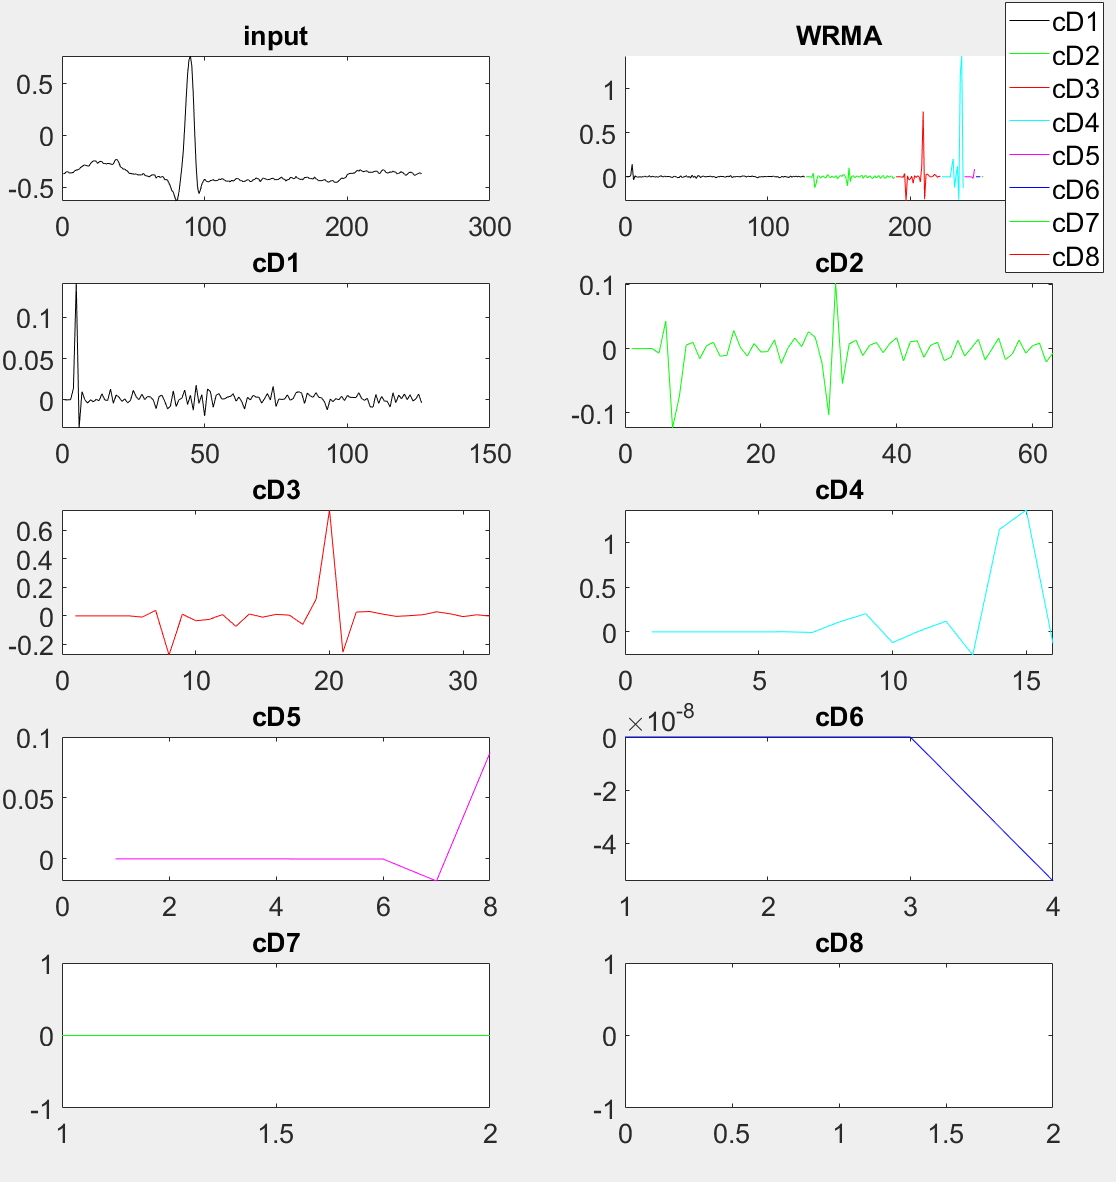 input
0.5
0
-0.5
0 100 200 300
WRMA
1
0.5
0
0 100 200
cD1
cD2
cD3
cD4
cD5
cD6
cD7
cD8
cD1
0.1
0.05
0
0 50 100 150
cD2
0.1
0
-0.1
0 20 40 60
cD3
0.6
0.4
0.2
0
-0.2
0 10 20 30
cD4
1
0.5
0
0 5 10 15
cD5
0.1
0.05
0
0 2 4 6 8
cD6
×10⁻⁸
0
-2
-4
1 2 3 4
cD7
1
0
-1
1 1.5 2
cD8
1
0
-1
0 0.5 1 1.5 2